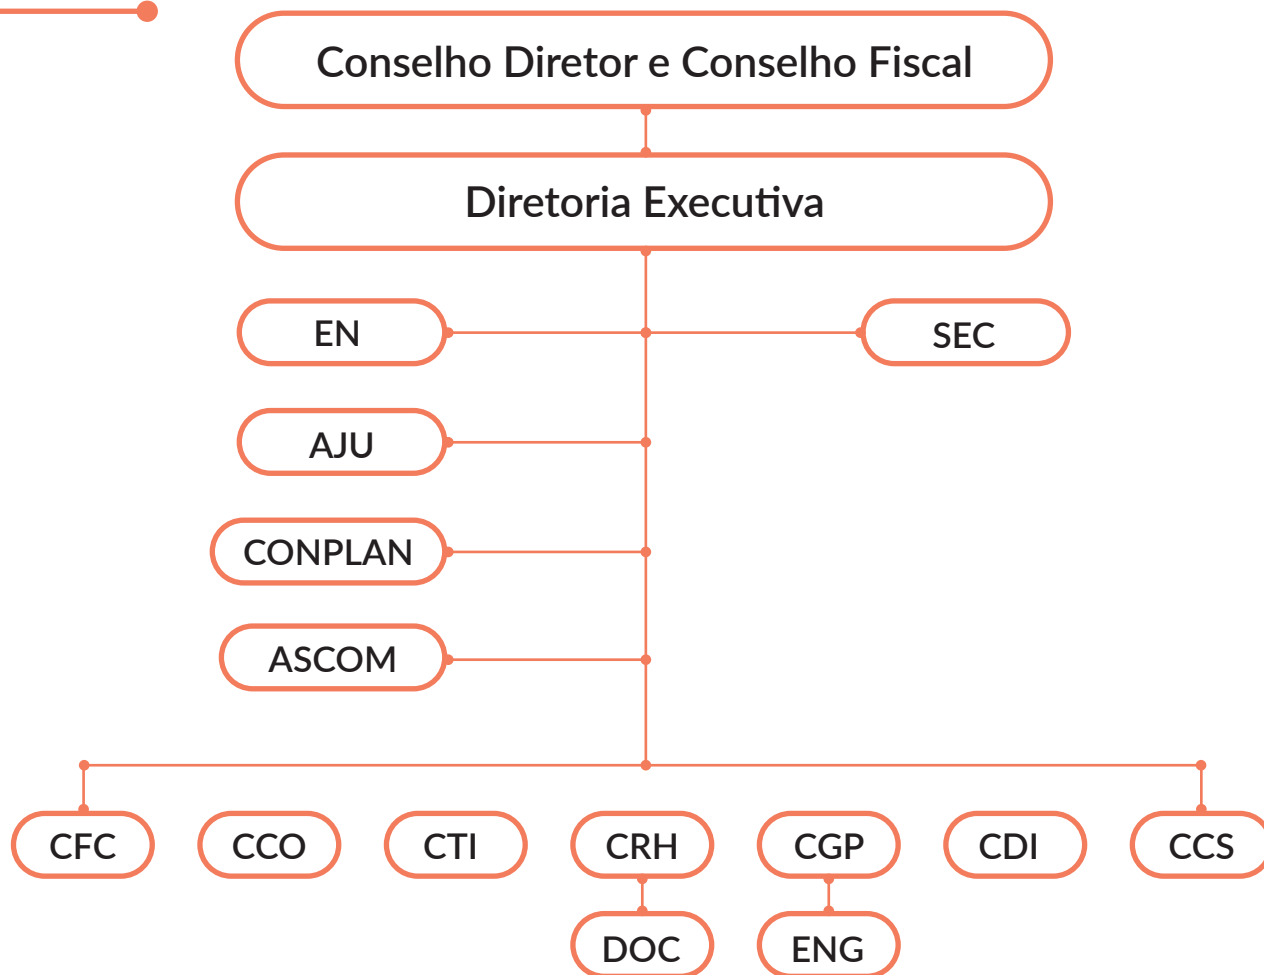 Conselho Diretor e Conselho Fiscal
Diretoria Executiva
EN
SEC
AJU
CONPLAN
ASCOM
CFC
CCO
CTI
CRH
CGP
CDI
CCS
DOC
ENG